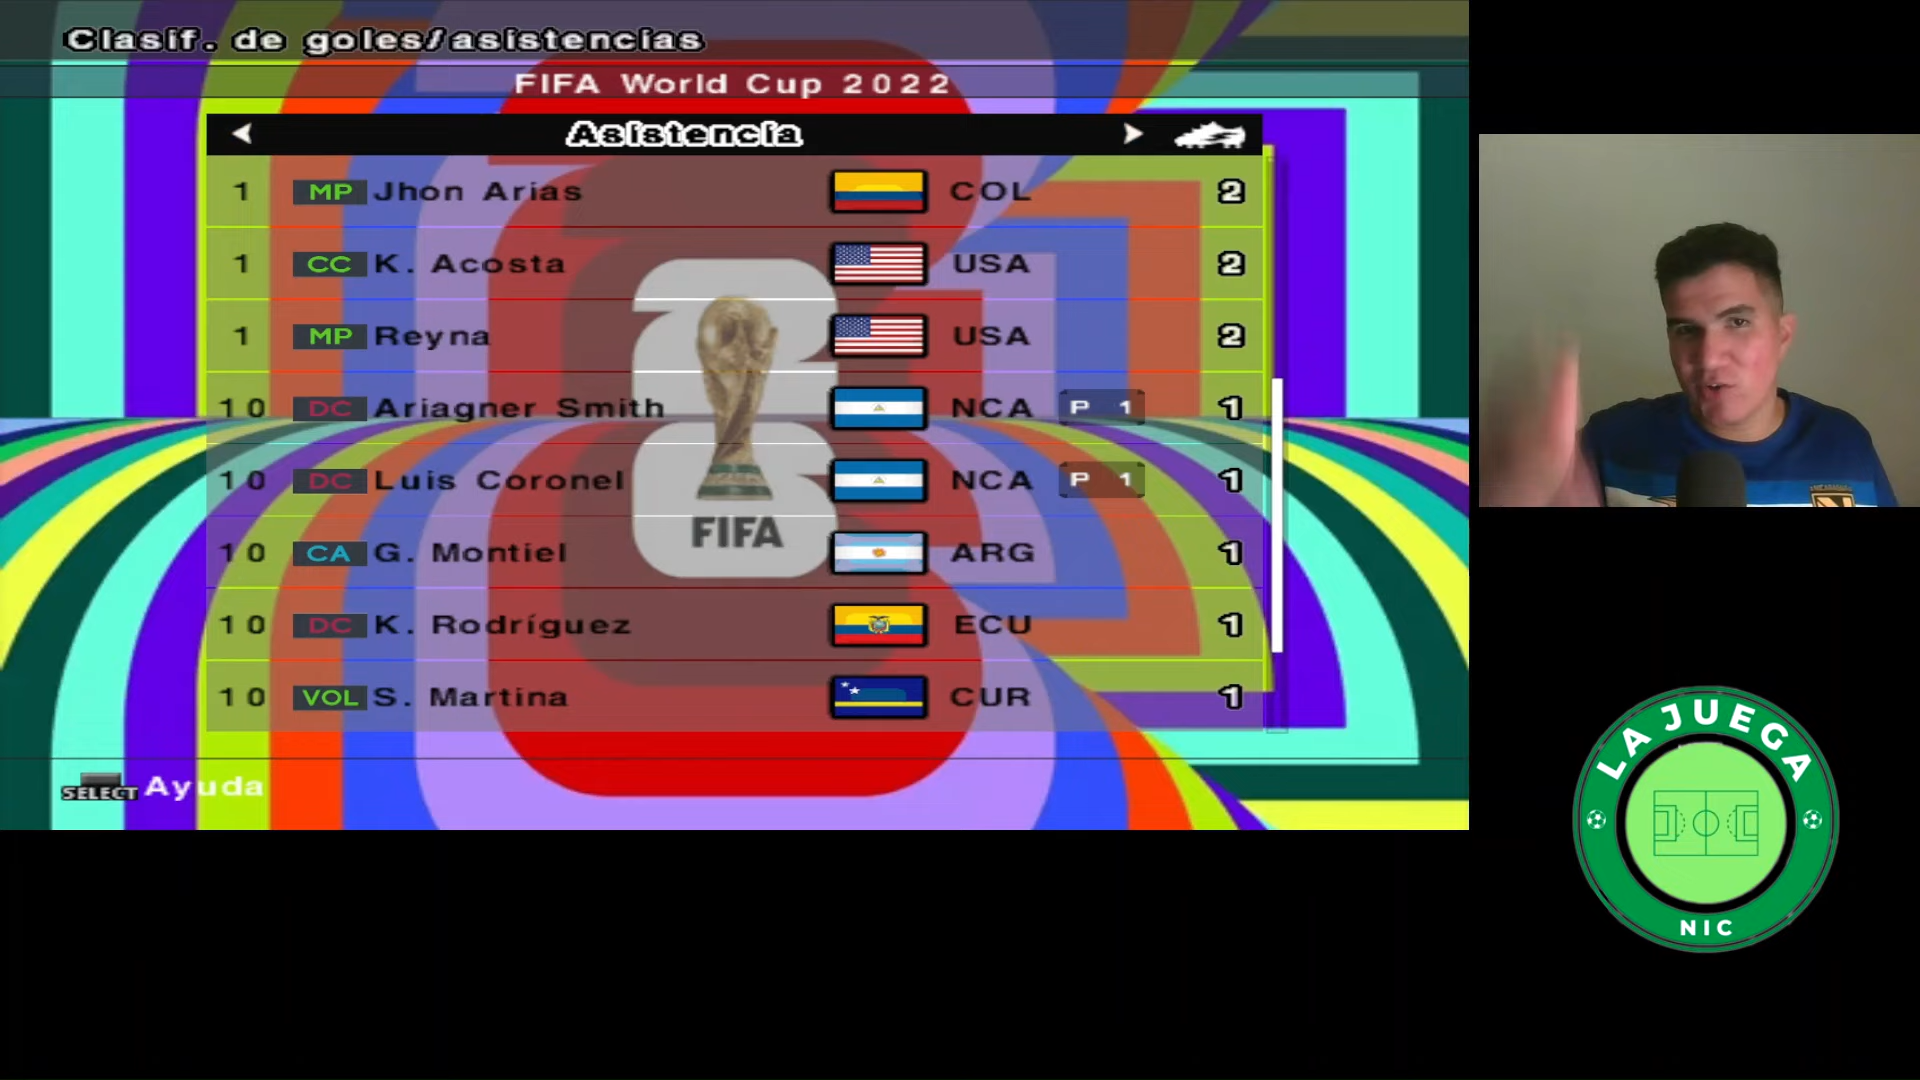 Clasif. de goles/asistencias
FIFA World Cup 2022
Asistencia
1 MP Jhon Arias COL 2
1 CC K. Acosta USA 2
1 MP Reyna USA 2
10 DC Ariagner Smith NCA P 1 1
10 DC Luis Coronel NCA P 1 1
10 CA G. Montiel ARG 1
10 DC K. Rodríguez ECU 1
10 VOL S. Martina CUR 1
FIFA
SELECT Ayuda
LA JUEGA
NIC